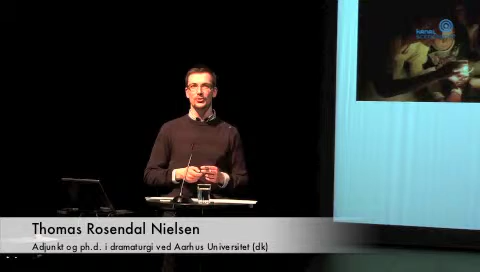 Thomas Rosendal Nielsen
Adjunkt og ph.d. i dramaturgi ved Aarhus Universitet (dk)